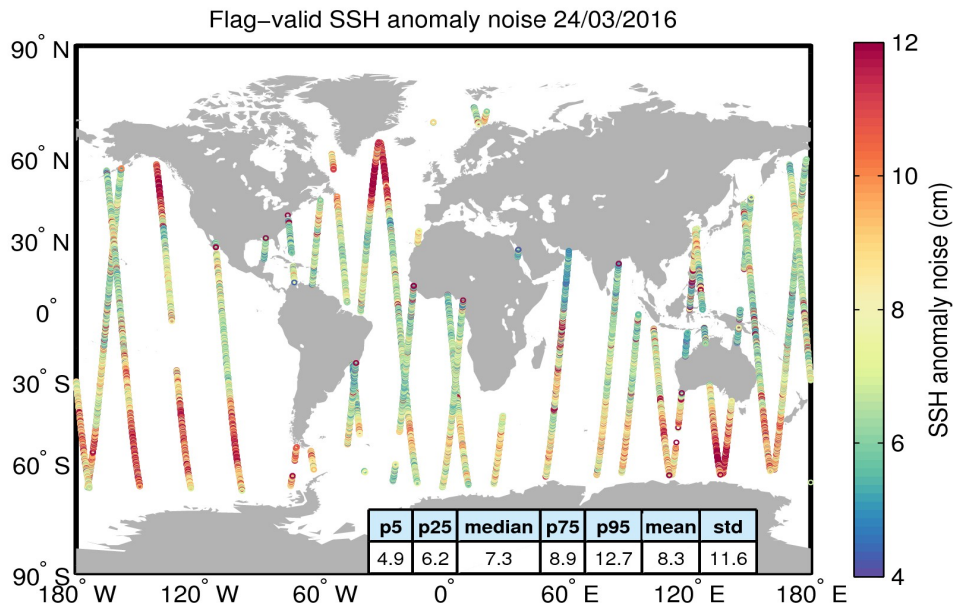 Flag−valid SSH anomaly noise 24/03/2016
90° N
60° N
30° N
0°
30° S
60° S
90° S
180° W 120° W 60° W 0° 60° E 120° E 180° E
p5 p25 median p75 p95 mean std
4.9 6.2 7.3 8.9 12.7 8.3 11.6
12
10
8
6
4
SSH anomaly noise (cm)